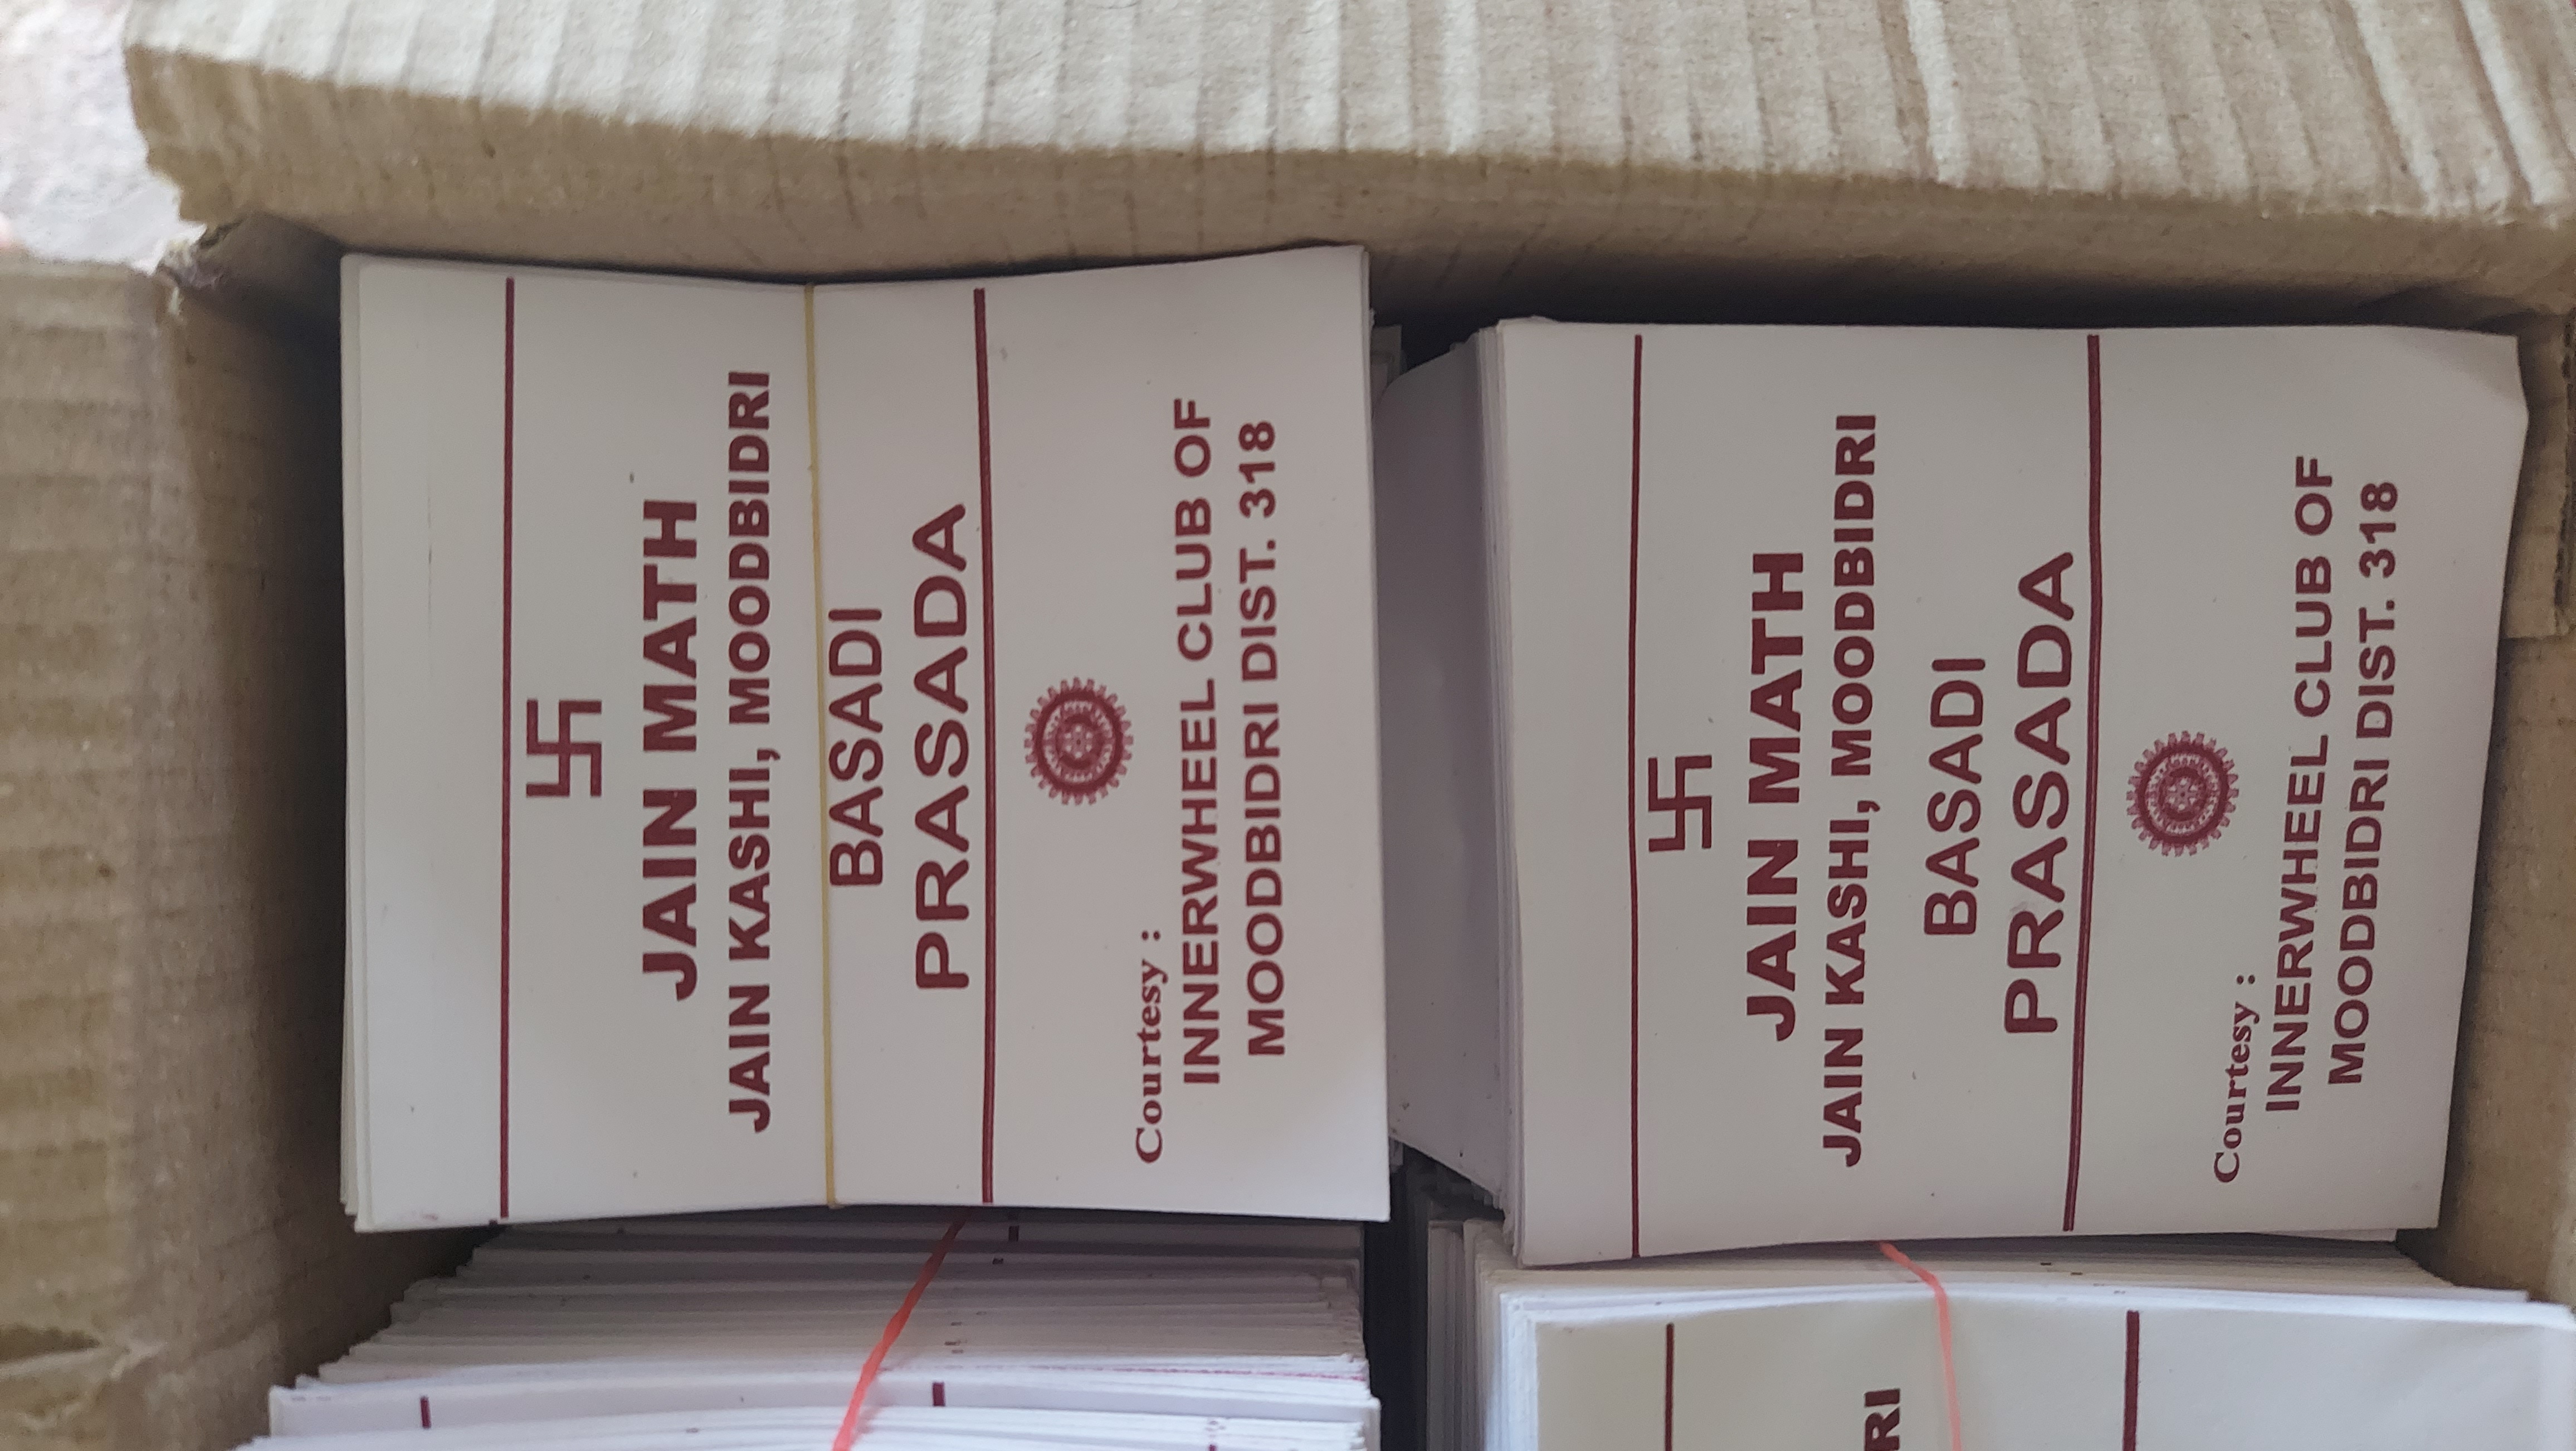 JAIN MATH
JAIN KASHI, MOODBIDRI
BASADI
PRASADA
Courtesy :
INNERWHEEL CLUB OF
MOODBIDRI DIST. 318
JAIN MATH
JAIN KASHI, MOODBIDRI
BASADI
PRASADA
Courtesy :
INNERWHEEL CLUB OF
MOODBIDRI DIST. 318
RI